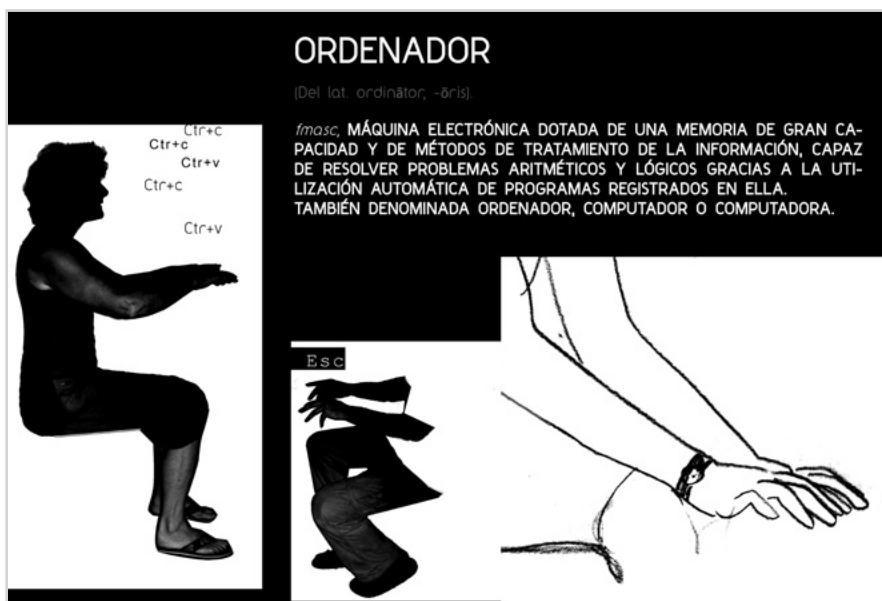 ORDENADOR
(Del lat. ordinātor, -ōris).
fmasc, MÁQUINA ELECTRÓNICA DOTADA DE UNA MEMORIA DE GRAN CA-
PACIDAD Y DE MÉTODOS DE TRATAMIENTO DE LA INFORMACIÓN, CAPAZ
DE RESOLVER PROBLEMAS ARITMÉTICOS Y LÓGICOS GRACIAS A LA UTI-
LIZACIÓN AUTOMÁTICA DE PROGRAMAS REGISTRADOS EN ELLA.
TAMBIÉN DENOMINADA ORDENADOR, COMPUTADOR O COMPUTADORA.
Ctr+c
Ctr+c
Ctr+v
Ctr+c
Ctr+v
Esc